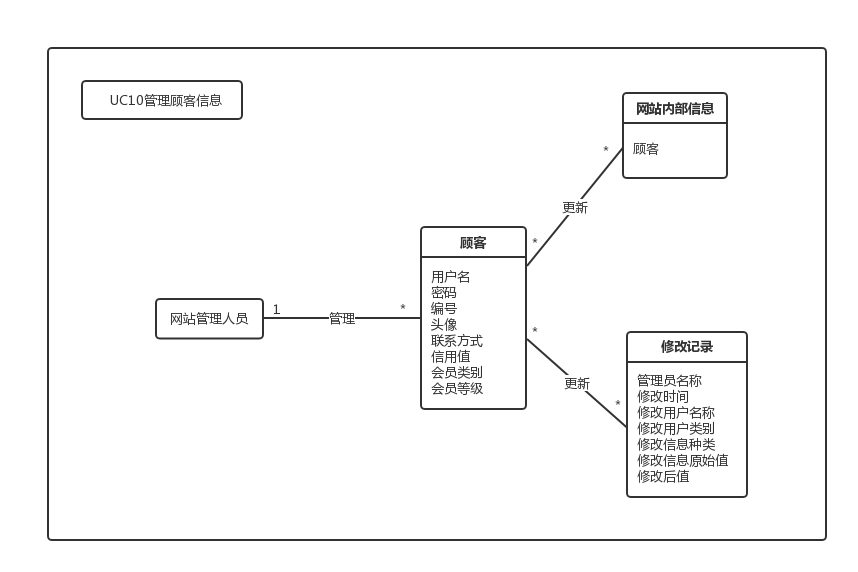 UC10管理顾客信息
网站内部信息
顾客
*
更新
*
顾客
用户名
密码
编号
头像
联系方式
信用值
会员类别
会员等级
网站管理人员
1
管理
*
*
更新
*
修改记录
管理员名称
修改时间
修改用户名称
修改用户类别
修改信息种类
修改信息原始值
修改后值